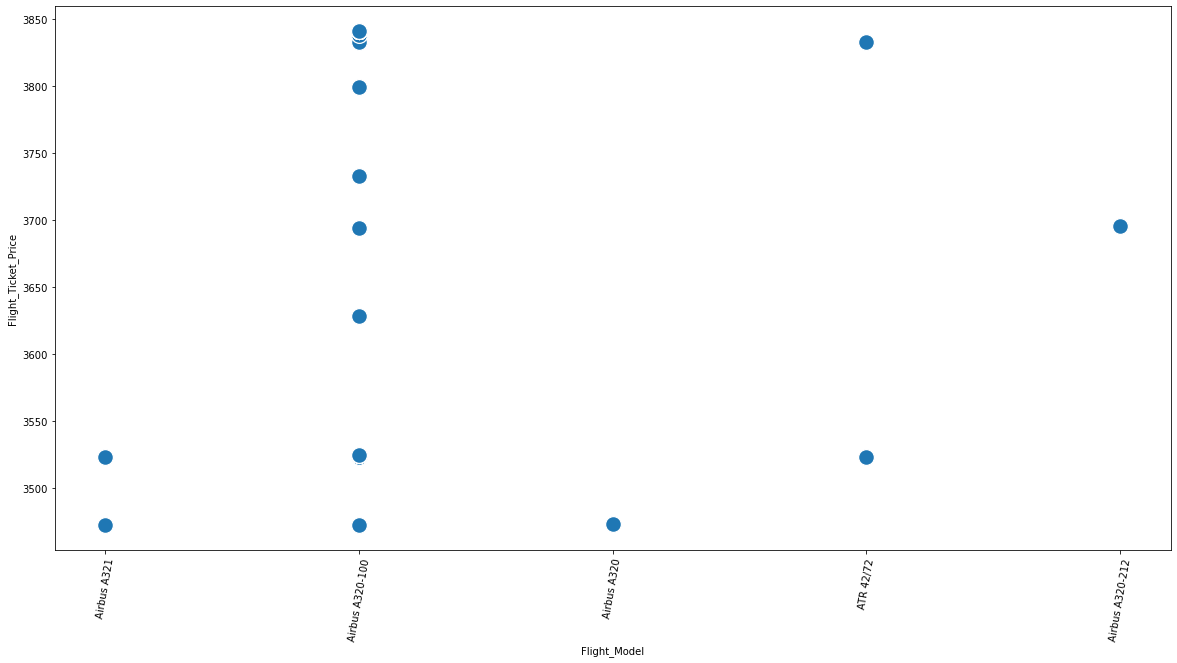 3850
3800
3750
3700
3650
3600
3550
3500
Flight_Ticket_Price
Airbus A321
Airbus A320-100
Airbus A320
ATR 42/72
Airbus A320-212
Flight_Model